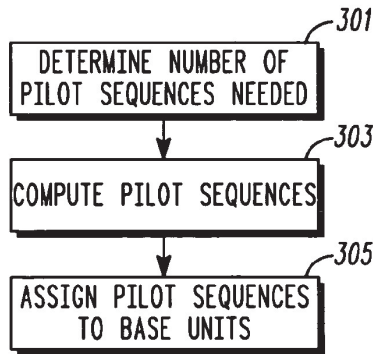 301
DETERMINE NUMBER OF
PILOT SEQUENCES NEEDED
303
COMPUTE PILOT SEQUENCES
305
ASSIGN PILOT SEQUENCES
TO BASE UNITS